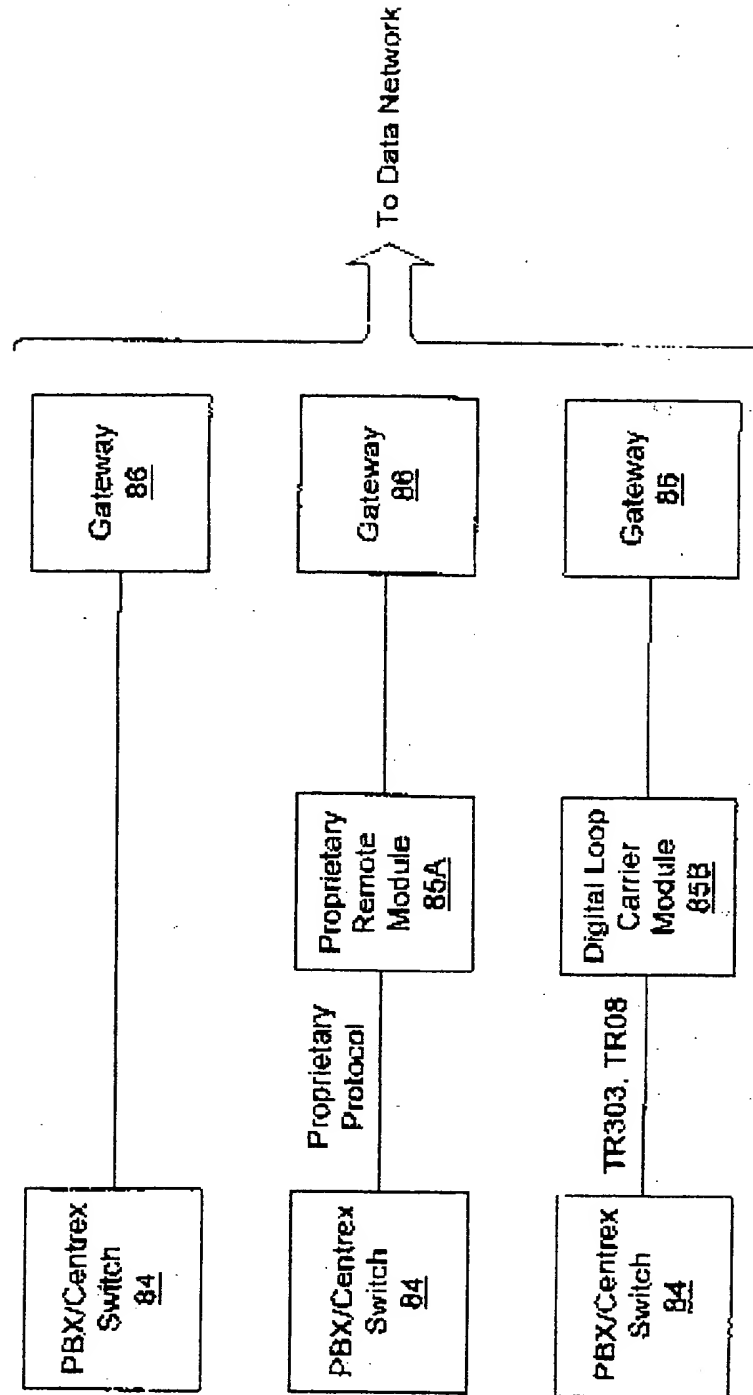 PBX/Centrex
Switch
84
Gateway
86
PBX/Centrex
Switch
84
Proprietary
Protocol
Proprietary
Remote
Module
85A
Gateway
86
PBX/Centrex
Switch
84
TR303, TR08
Digital Loop
Carrier
Module
85B
Gateway
86
To Data Network